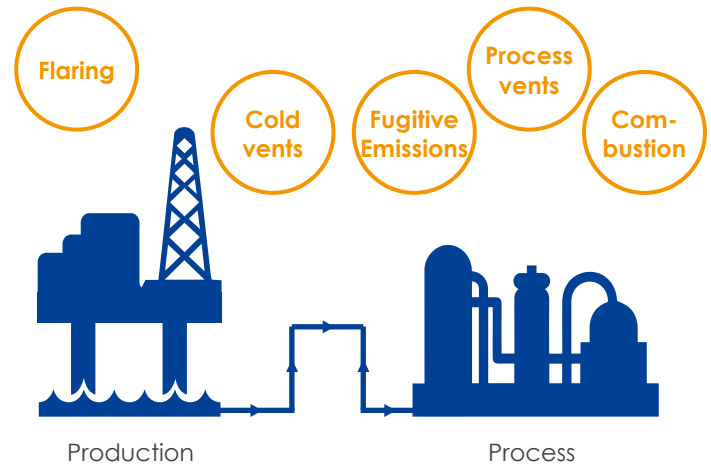 Flaring
Cold
vents
Fugitive
Emissions
Process
vents
Com-
bustion
Production
Process